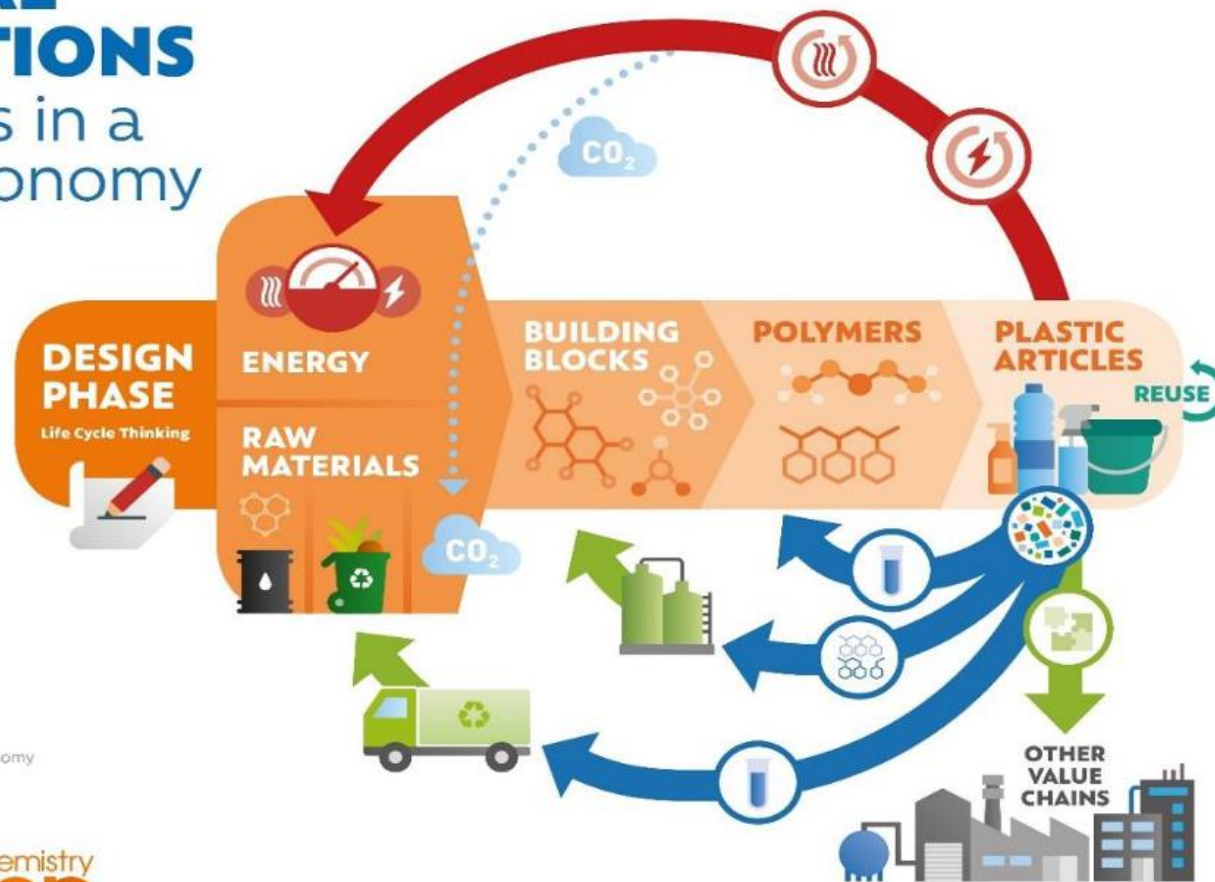 TIONS
s in a
onomy
CO₂
DESIGN
PHASE
Life Cycle Thinking
ENERGY
RAW
MATERIALS
CO₂
BUILDING
BLOCKS
POLYMERS
PLASTIC
ARTICLES
REUSE
OTHER
VALUE
CHAINS
omy
emistry